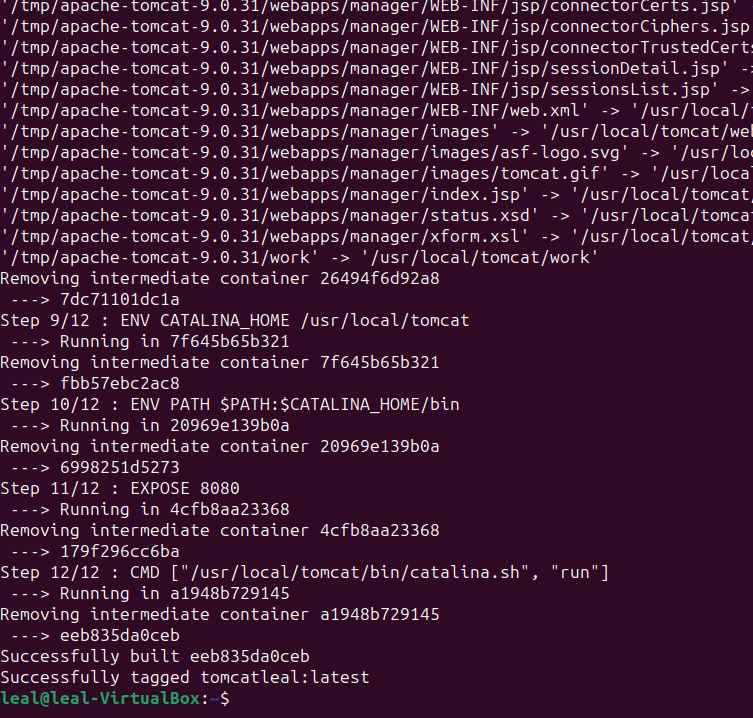 '/tmp/apache-tomcat-9.0.31/webapps/manager/WEB-INF/jsp/connectorCerts.jsp'
'/tmp/apache-tomcat-9.0.31/webapps/manager/WEB-INF/jsp/connectorCiphers.jsp
'/tmp/apache-tomcat-9.0.31/webapps/manager/WEB-INF/jsp/connectorTrustedCerts
'/tmp/apache-tomcat-9.0.31/webapps/manager/WEB-INF/jsp/sessionDetail.jsp' ->
'/tmp/apache-tomcat-9.0.31/webapps/manager/WEB-INF/jsp/sessionsList.jsp' ->
'/tmp/apache-tomcat-9.0.31/webapps/manager/WEB-INF/web.xml' -> '/usr/local/
'/tmp/apache-tomcat-9.0.31/webapps/manager/images' -> '/usr/local/tomcat/web
'/tmp/apache-tomcat-9.0.31/webapps/manager/images/asf-logo.svg' -> '/usr/loc
'/tmp/apache-tomcat-9.0.31/webapps/manager/images/tomcat.gif' -> '/usr/local
'/tmp/apache-tomcat-9.0.31/webapps/manager/index.jsp' -> '/usr/local/tomcat/
'/tmp/apache-tomcat-9.0.31/webapps/manager/status.xsd' -> '/usr/local/tomcat
'/tmp/apache-tomcat-9.0.31/webapps/manager/xform.xsl' -> '/usr/local/tomcat/
'/tmp/apache-tomcat-9.0.31/work' -> '/usr/local/tomcat/work'
Removing intermediate container 26494f6d92a8
 ---> 7dc71101dc1a
Step 9/12 : ENV CATALINA_HOME /usr/local/tomcat
 ---> Running in 7f645b65b321
Removing intermediate container 7f645b65b321
 ---> fbb57ebc2ac8
Step 10/12 : ENV PATH $PATH:$CATALINA_HOME/bin
 ---> Running in 20969e139b0a
Removing intermediate container 20969e139b0a
 ---> 6998251d5273
Step 11/12 : EXPOSE 8080
 ---> Running in 4cfb8aa23368
Removing intermediate container 4cfb8aa23368
 ---> 179f296cc6ba
Step 12/12 : CMD ["/usr/local/tomcat/bin/catalina.sh", "run"]
 ---> Running in a1948b729145
Removing intermediate container a1948b729145
 ---> eeb835da0ceb
Successfully built eeb835da0ceb
Successfully tagged tomcatleal:latest
leal@leal-VirtualBox:~$